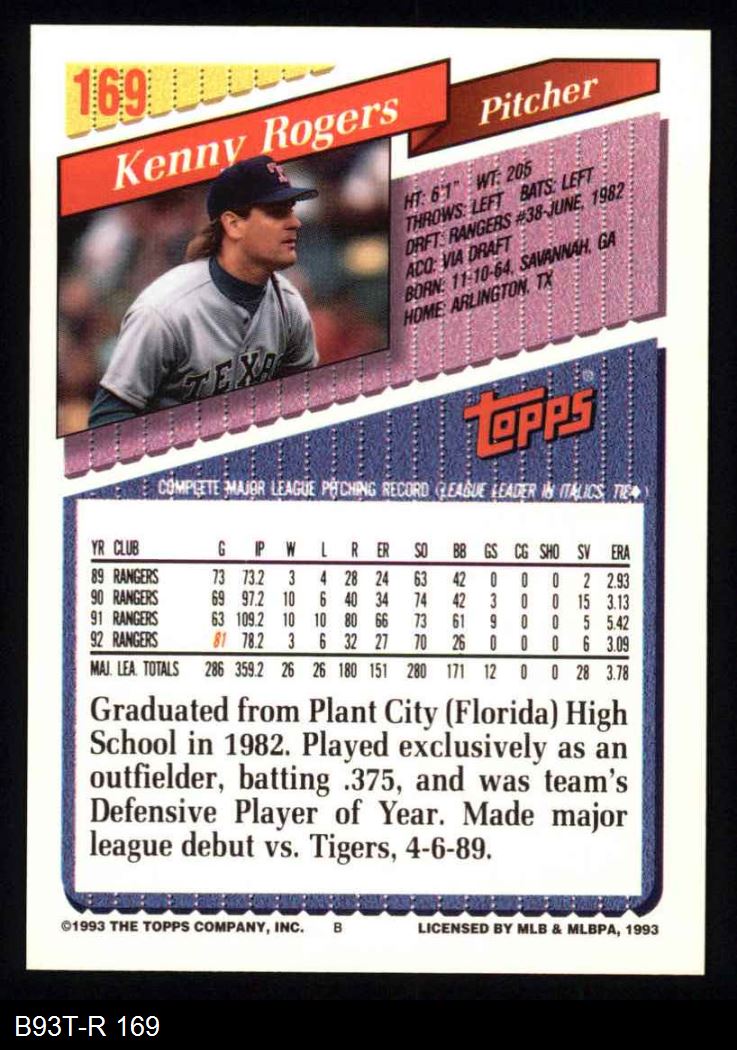 169
Kenny Rogers
Pitcher
HT: 6'1" WT: 205
THROWS: LEFT BATS: LEFT
DRFT: RANGERS #38-JUNE, 1982
ACQ: VIA DRAFT
BORN: 11-10-64, SAVANNAH, GA
HOME: ARLINGTON, TX
TEXA
Topps ®
COMPLETE MAJOR LEAGUE PITCHING RECORD (LEAGUE LEADER IN ITALICS, TIE◆)
YR CLUB G IP W L R ER SO BB GS CG SHO SV ERA
89 RANGERS 73 73.2 3 4 28 24 63 42 0 0 0 2 2.93
90 RANGERS 69 97.2 10 6 40 34 74 42 3 0 0 15 3.13
91 RANGERS 63 109.2 10 10 80 66 73 61 9 0 0 5 5.42
92 RANGERS 81 78.2 3 6 32 27 70 26 0 0 0 6 3.09
MAJ. LEA. TOTALS 286 359.2 26 26 180 151 280 171 12 0 0 28 3.78
Graduated from Plant City (Florida) High
School in 1982. Played exclusively as an
outfielder, batting .375, and was team's
Defensive Player of Year. Made major
league debut vs. Tigers, 4-6-89.
©1993 THE TOPPS COMPANY, INC. B LICENSED BY MLB & MLBPA, 1993
B93T-R 169